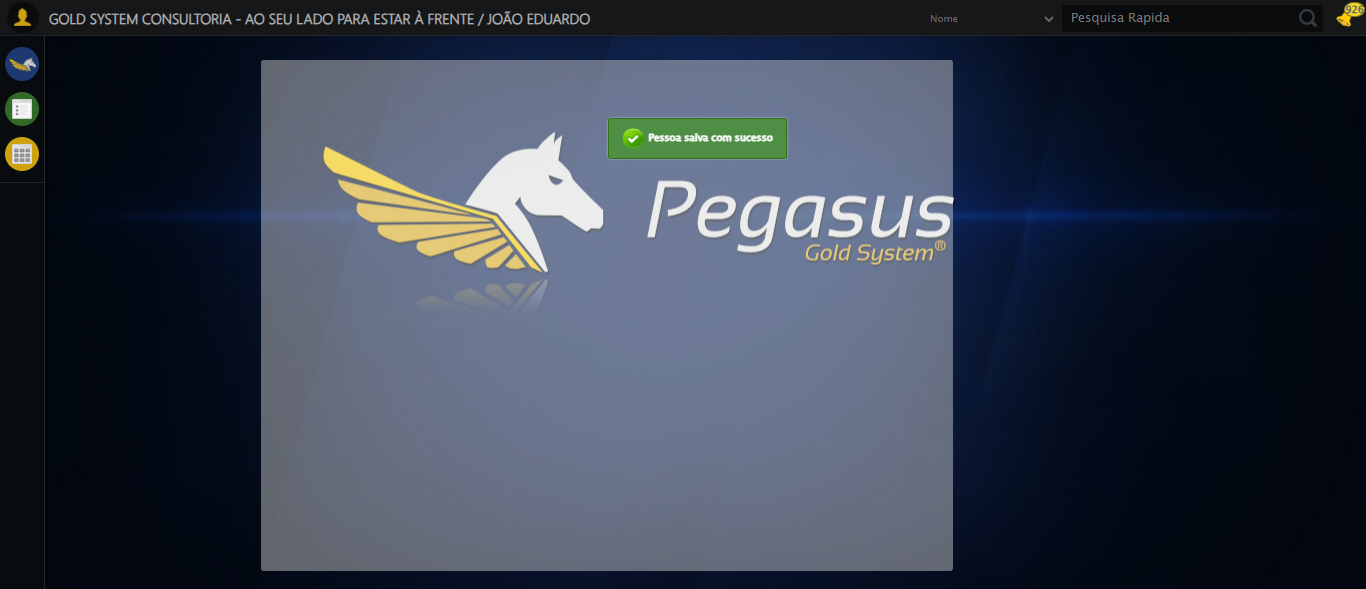 GOLD SYSTEM CONSULTORIA - AO SEU LADO PARA ESTAR À FRENTE / JOÃO EDUARDO
Nome
Pesquisa Rapida
926
Pessoa salva com sucesso
Pegasus
Gold System®